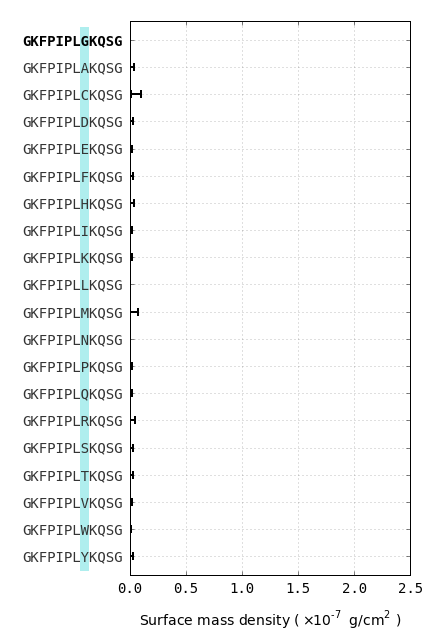 GKFPIPLGKQSG
GKFPIPLAKQSG
GKFPIPLCKQSG
GKFPIPLDKQSG
GKFPIPLEKQSG
GKFPIPLFKQSG
GKFPIPLHKQSG
GKFPIPLIKQSG
GKFPIPLKKQSG
GKFPIPLLKQSG
GKFPIPLMKQSG
GKFPIPLNKQSG
GKFPIPLPKQSG
GKFPIPLQKQSG
GKFPIPLRKQSG
GKFPIPLSKQSG
GKFPIPLTKQSG
GKFPIPLVKQSG
GKFPIPLWKQSG
GKFPIPLYKQSG
0.0 0.5 1.0 1.5 2.0 2.5
Surface mass density ( ×10⁻⁷ g/cm² )